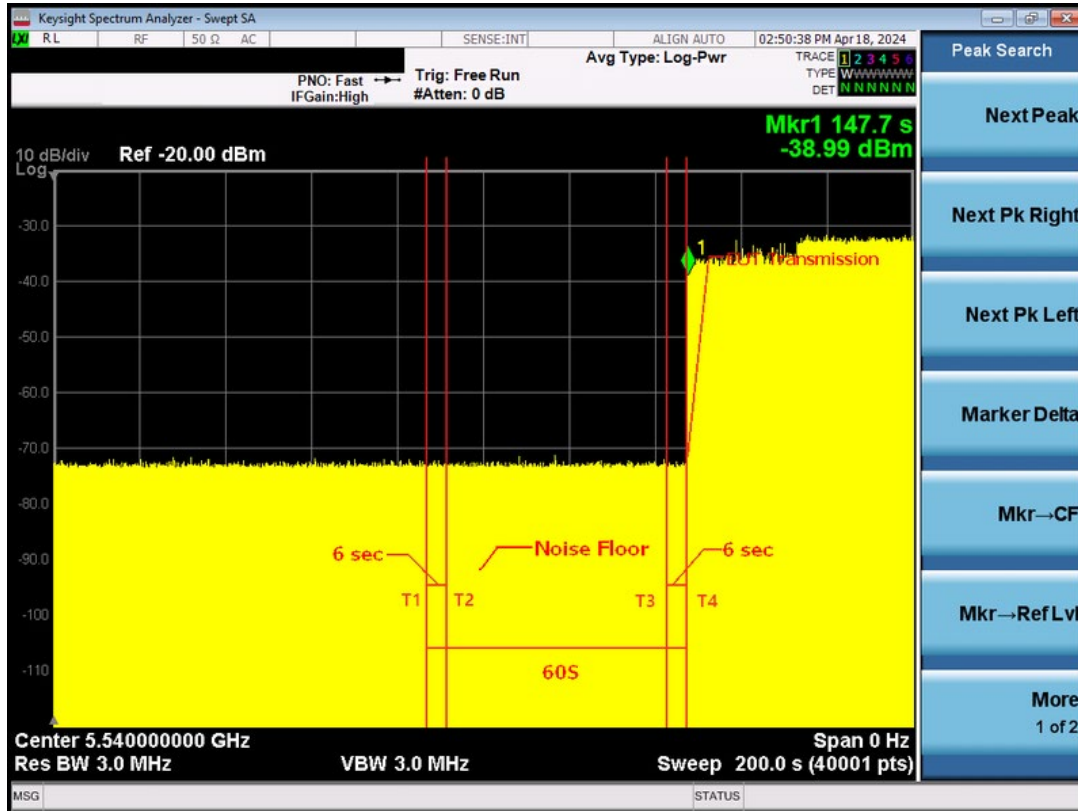 Keysight Spectrum Analyzer - Swept SA
LXI RL RF 50 Ω AC SENSE:INT ALIGN AUTO 02:50:38 PM Apr 18, 2024
Avg Type: Log-Pwr
TRACE 1 2 3 4 5 6
TYPE W W W W W W
DET N N N N N N
PNO: Fast
IFGain:High
Trig: Free Run
#Atten: 0 dB
Mkr1 147.7 s
-38.99 dBm
10 dB/div
Log
Ref -20.00 dBm
-30.0
-40.0
-50.0
-60.0
-70.0
-80.0
-90.0
-100
-110
1
EUT Transmission
6 sec
Noise Floor
6 sec
T1
T2
T3
T4
60S
Center 5.540000000 GHz
Span 0 Hz
Res BW 3.0 MHz
VBW 3.0 MHz
Sweep 200.0 s (40001 pts)
MSG
STATUS
Peak Search
Next Peak
Next Pk Right
Next Pk Left
Marker Delta
Mkr→CF
Mkr→Ref Lvl
More
1 of 2